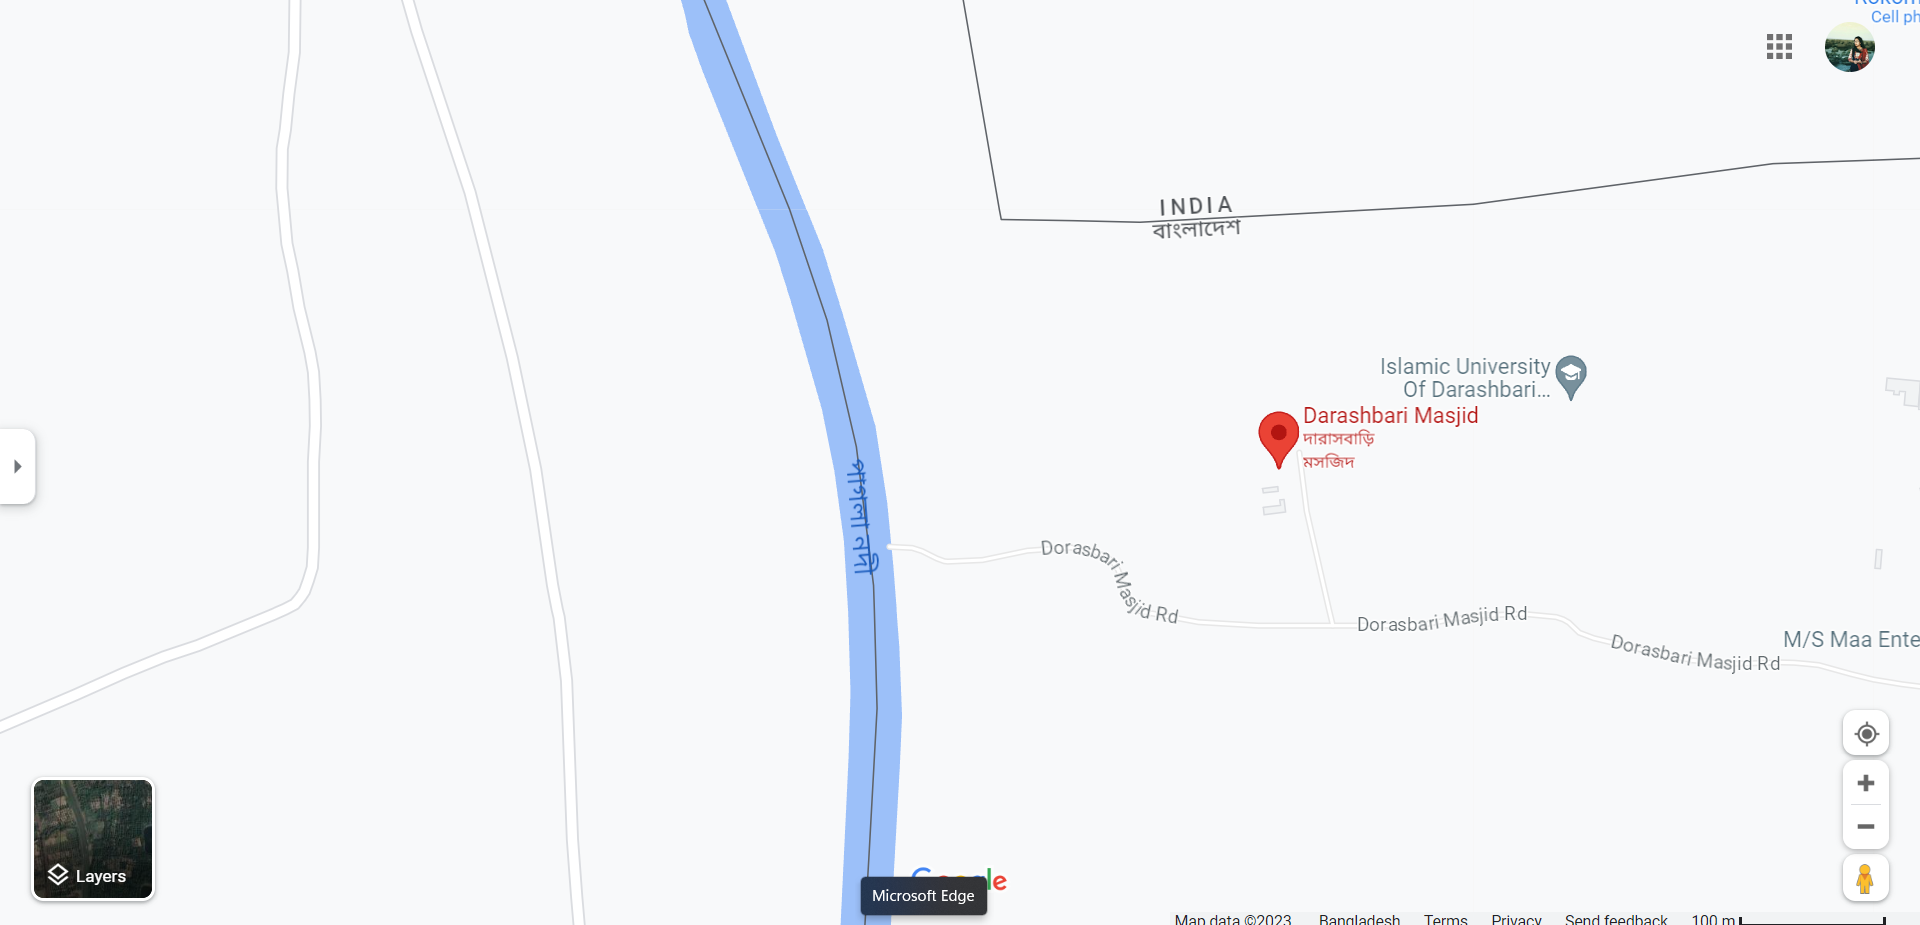 Cell ph
INDIA
বাংলাদেশ
Islamic University
Of Darashbari...
Darashbari Masjid
দারাসবাড়ি
মসজিদ
পাগলা নদী
Dorasbari Masjid Rd
Dorasbari Masjid Rd
Dorasbari Masjid Rd
M/S Maa Ente
Layers
Google
Microsoft Edge
Map data ©2023 Bangladesh Terms Privacy Send feedback 100 m